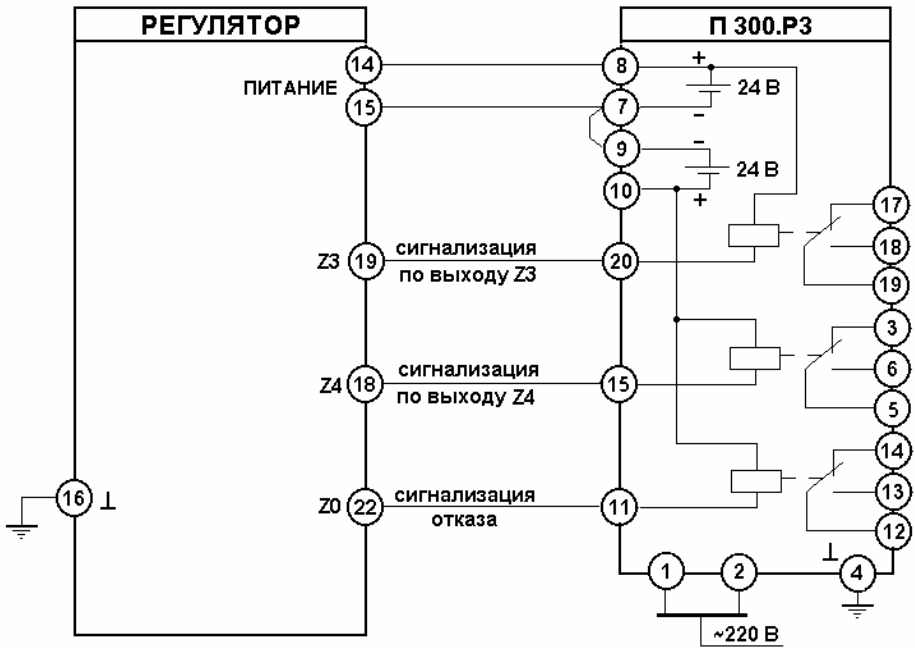 РЕГУЛЯТОР
П 300.Р3
14
8
+
ПИТАНИЕ
24 В
15
7
–
9
–
24 В
10
+
17
18
19
Z3
19
сигнализация
по выходу Z3
20
3
6
5
Z4
18
сигнализация
по выходу Z4
15
14
13
12
16
⊥
Z0
22
сигнализация
отказа
11
⊥
1
2
4
~220 В